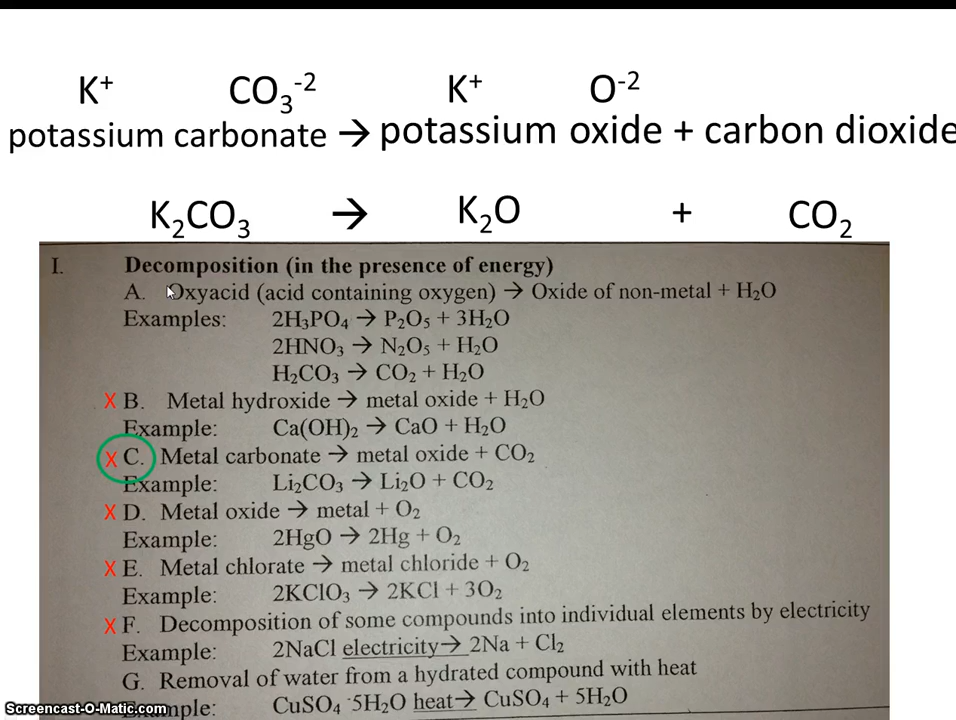 K⁺ CO₃⁻² K⁺ O⁻²
potassium carbonate → potassium oxide + carbon dioxide
K₂CO₃ → K₂O + CO₂
I. Decomposition (in the presence of energy)
A. Oxyacid (acid containing oxygen) → Oxide of non-metal + H₂O
Examples: 2H₃PO₄ → P₂O₅ + 3H₂O
2HNO₃ → N₂O₅ + H₂O
H₂CO₃ → CO₂ + H₂O
X B. Metal hydroxide → metal oxide + H₂O
Example: Ca(OH)₂ → CaO + H₂O
X C. Metal carbonate → metal oxide + CO₂
Example: Li₂CO₃ → Li₂O + CO₂
X D. Metal oxide → metal + O₂
Example: 2HgO → 2Hg + O₂
X E. Metal chlorate → metal chloride + O₂
Example: 2KClO₃ → 2KCl + 3O₂
X F. Decomposition of some compounds into individual elements by electricity
Example: 2NaCl electricity→ 2Na + Cl₂
G. Removal of water from a hydrated compound with heat
Example: CuSO₄ ·5H₂O heat→ CuSO₄ + 5H₂O
Screencast-O-Matic.com